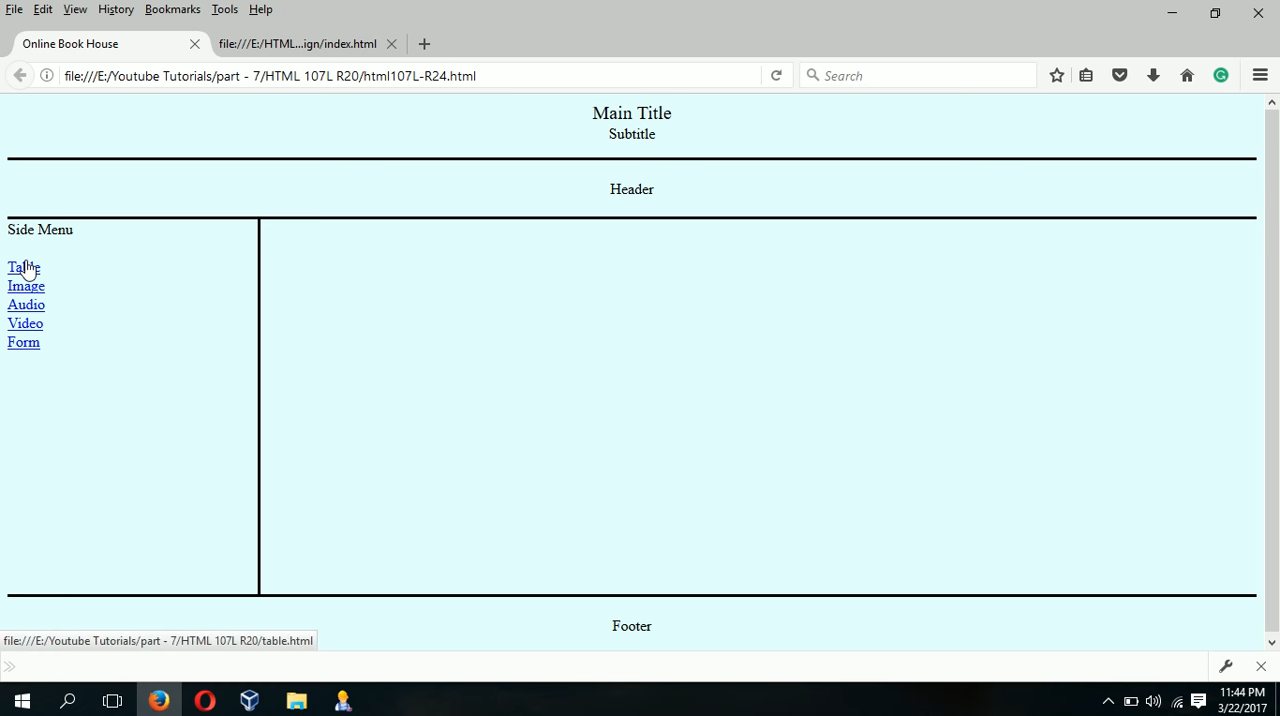 File Edit View History Bookmarks Tools Help
Online Book House file:///E:/HTML...ign/index.html
file:///E:/Youtube Tutorials/part - 7/HTML 107L R20/html107L-R24.html Search
Main Title
Subtitle
Header
Side Menu
Table
Image
Audio
Video
Form
Footer
file:///E:/Youtube Tutorials/part - 7/HTML 107L R20/table.html
11:44 PM
3/22/2017